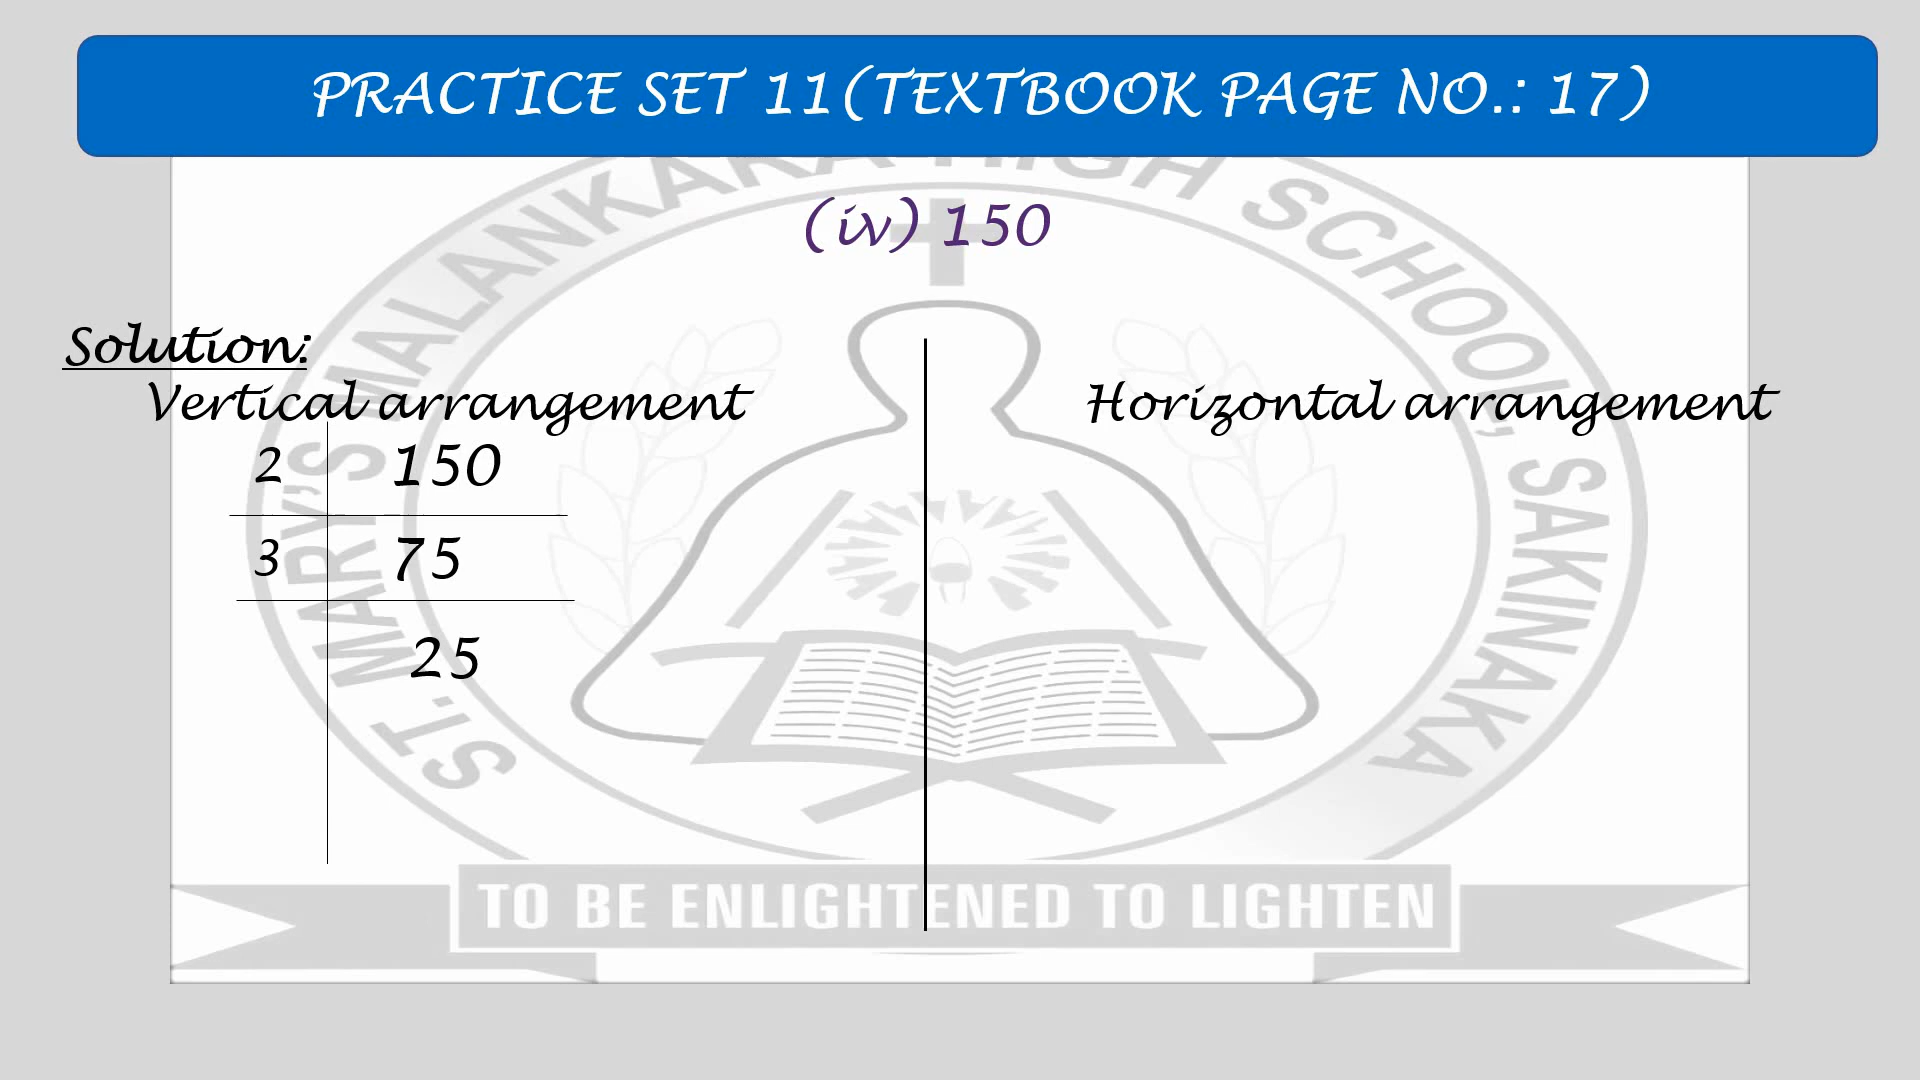 PRACTICE SET 11(TEXTBOOK PAGE NO.: 17)
(iv) 150
Solution:
Vertical arrangement
Horizontal arrangement
2 150
3 75
25
ST. MARY'S MALANKARA HIGH SCHOOL, SAKINAKA
TO BE ENLIGHTENED TO LIGHTEN